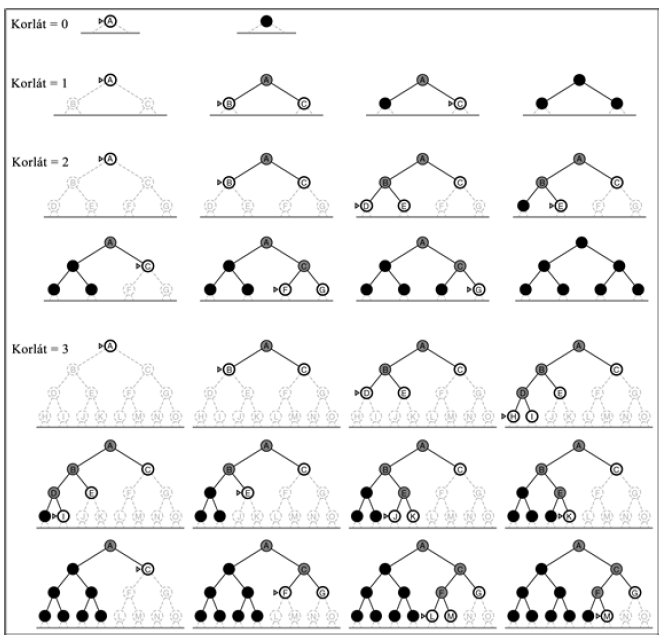 Korlát = 0 A
Korlát = 1 A A A
B C B C C
Korlát = 2 A A A A
B C B C B C B C
D E F G D E F G D E F G E F G
A A A
C C C
F G F G G
Korlát = 3 A A A A
B C B C B C B C
D E F G D E F G D E F G D E F G
H I J K L M N O H I J K L M N O H I J K L M N O H I J K L M N O
A A A A
B C B C B C B C
D E F G E F G E F G E F G
I J K L M N O J K L M N O J K L M N O K L M N O
A A A A
C C C C
F G F G F G F G
L M N O L M N O L M N O M N O